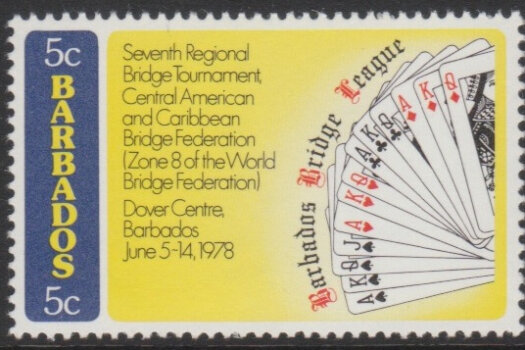 5c
BARBADOS
5c
Seventh Regional
Bridge Tournament,
Central American
and Caribbean
Bridge Federation
(Zone 8 of the World
Bridge Federation)
Dover Centre,
Barbados
June 5-14, 1978
Barbados Bridge League
A K Q
A K Q
A K Q
A K Q J
A K Q J